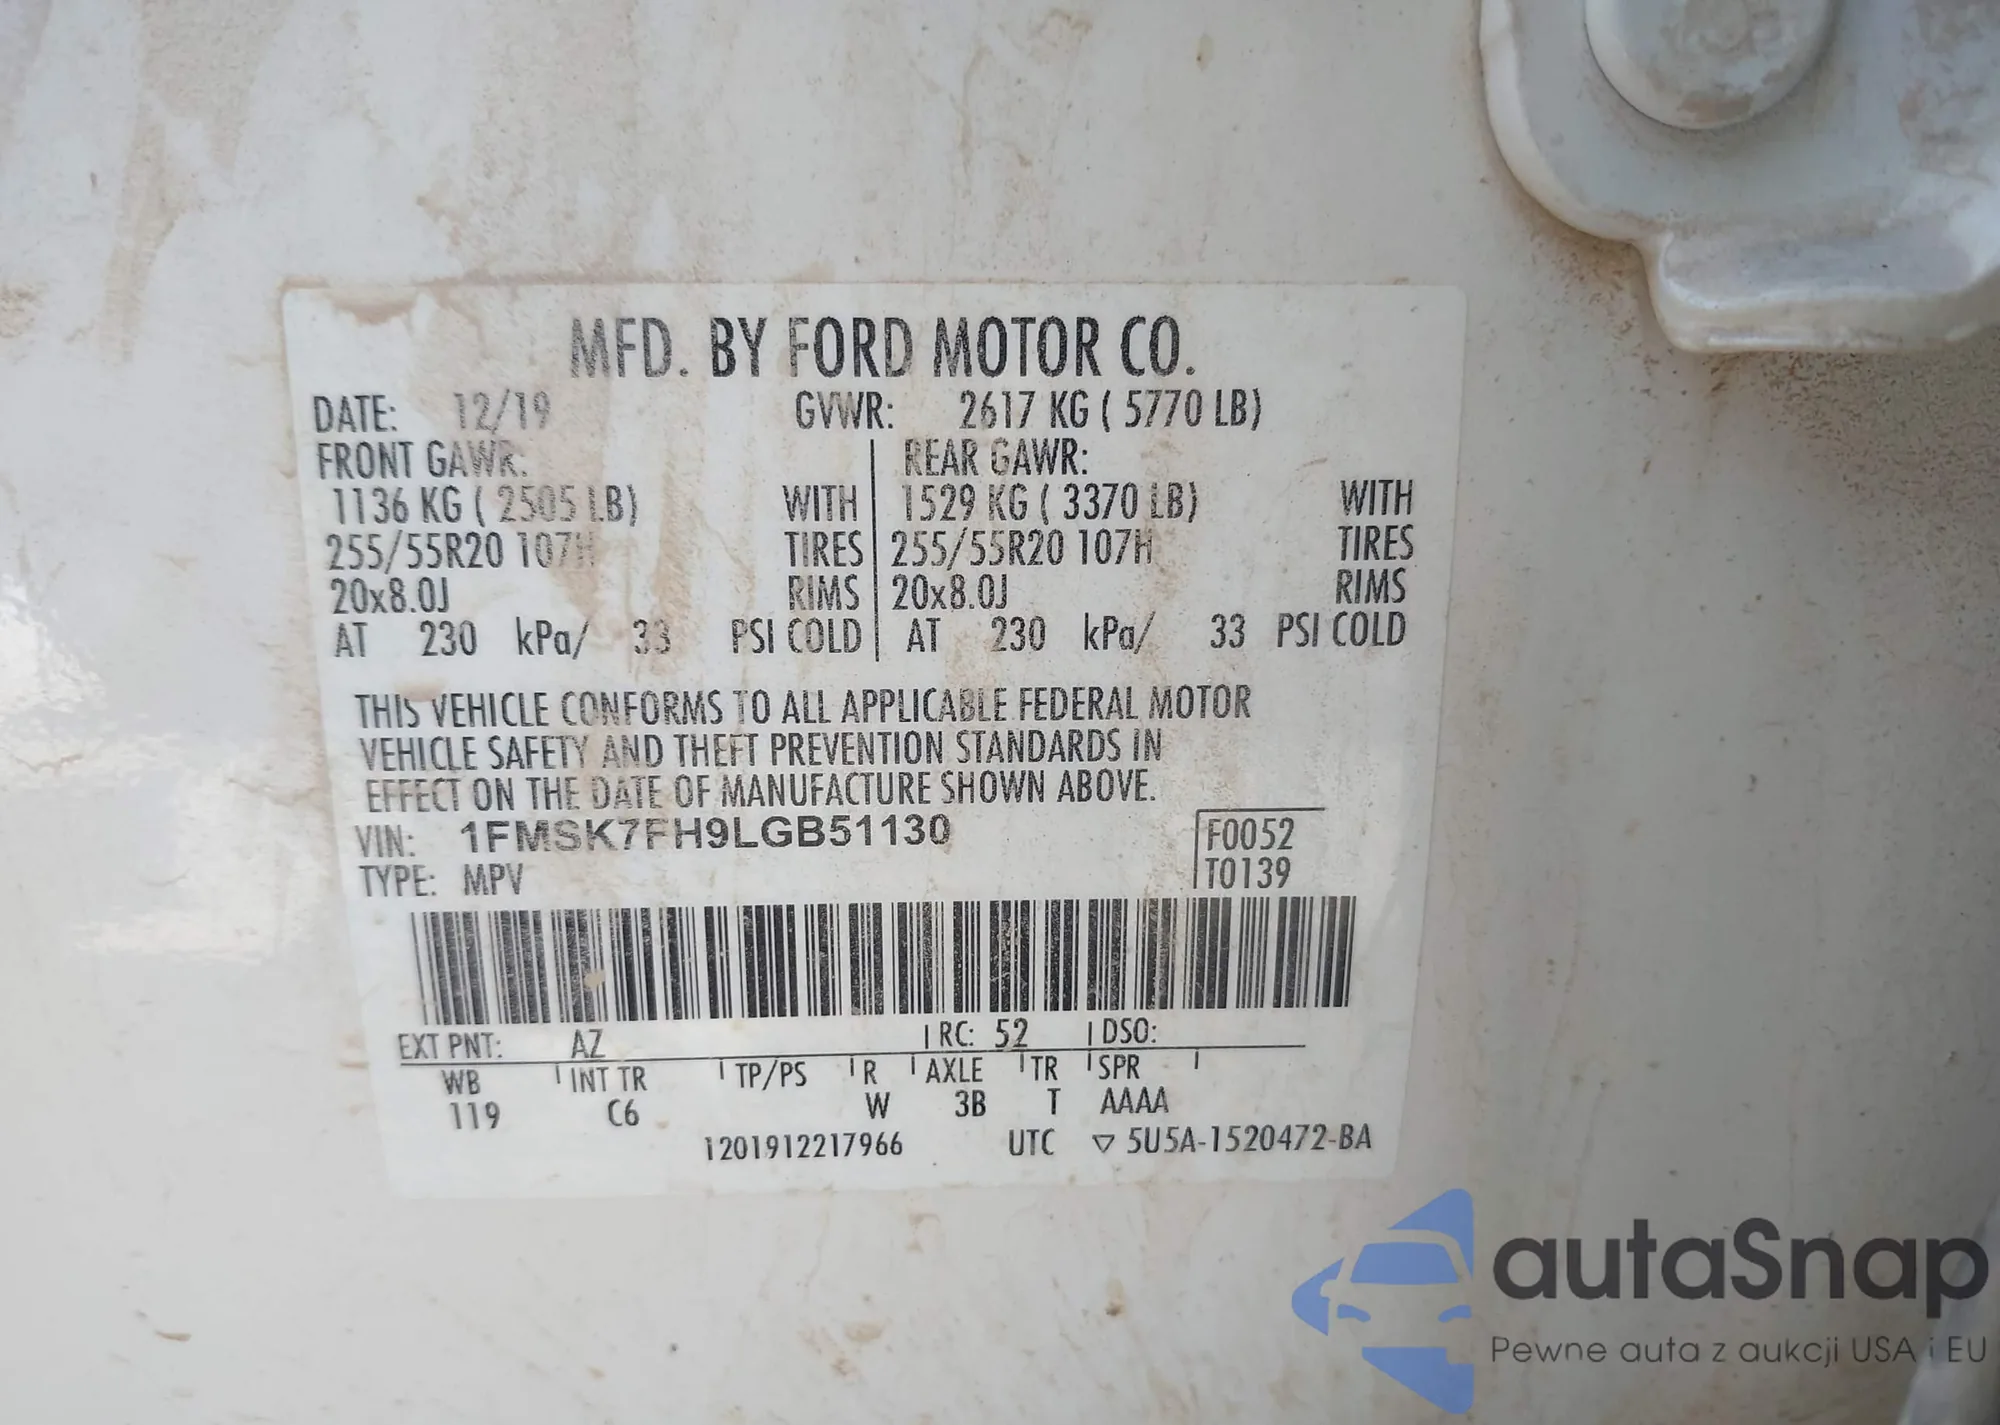 MFD. BY FORD MOTOR CO.
DATE: 12/19 GVWR: 2617 KG ( 5770 LB)
FRONT GAWR: REAR GAWR:
1136 KG ( 2505 LB) WITH 1529 KG ( 3370 LB) WITH
255/55R20 107H TIRES 255/55R20 107H TIRES
20x8.0J RIMS 20x8.0J RIMS
AT 230 kPa/ 33 PSI COLD AT 230 kPa/ 33 PSI COLD
THIS VEHICLE CONFORMS TO ALL APPLICABLE FEDERAL MOTOR
VEHICLE SAFETY AND THEFT PREVENTION STANDARDS IN
EFFECT ON THE DATE OF MANUFACTURE SHOWN ABOVE.
VIN: 1FMSK7FH9LGB51130 F0052
TYPE: MPV T0139
EXT PNT: AZ RC: 52 DSO:
WB INT TR TP/PS R AXLE TR SPR
119 C6 W 3B T AAAA
1201912217966 UTC ▽ 5U5A-1520472-BA
autaSnap
Pewne auta z aukcji USA i EU